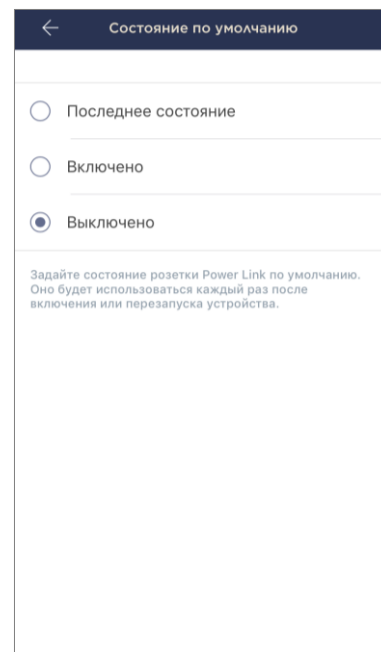 Состояние по умолчанию
Последнее состояние
Включено
Выключено
Задайте состояние розетки Power Link по умолчанию.
Оно будет использоваться каждый раз после
включения или перезапуска устройства.